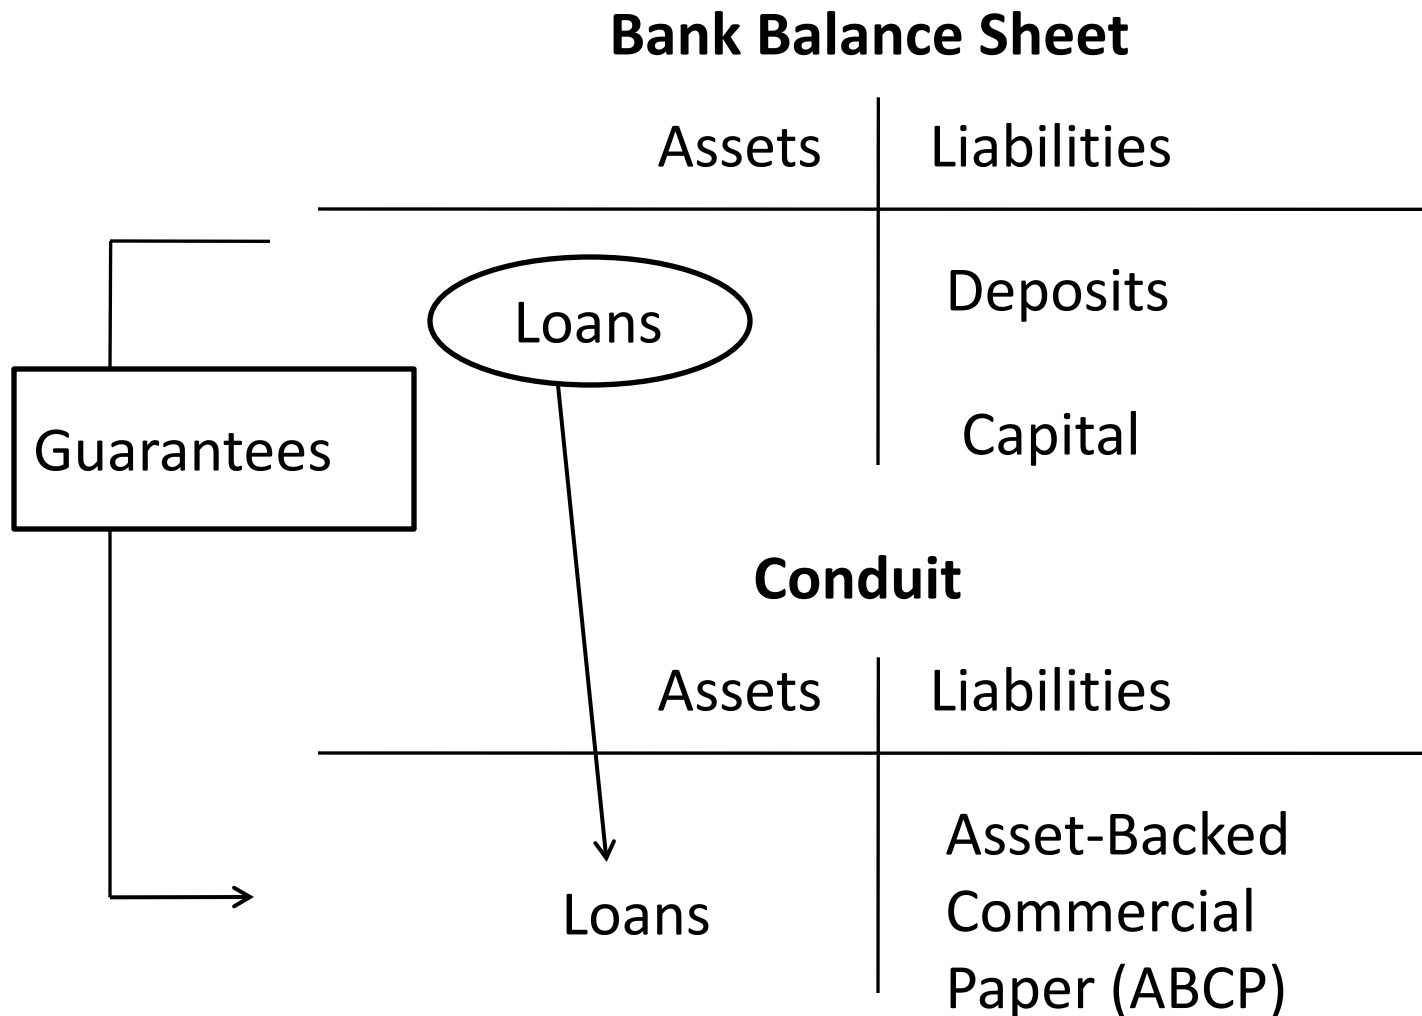 Bank Balance Sheet
Assets Liabilities
Loans
Deposits
Guarantees
Capital
Conduit
Assets Liabilities
Loans
Asset-Backed
Commercial
Paper (ABCP)